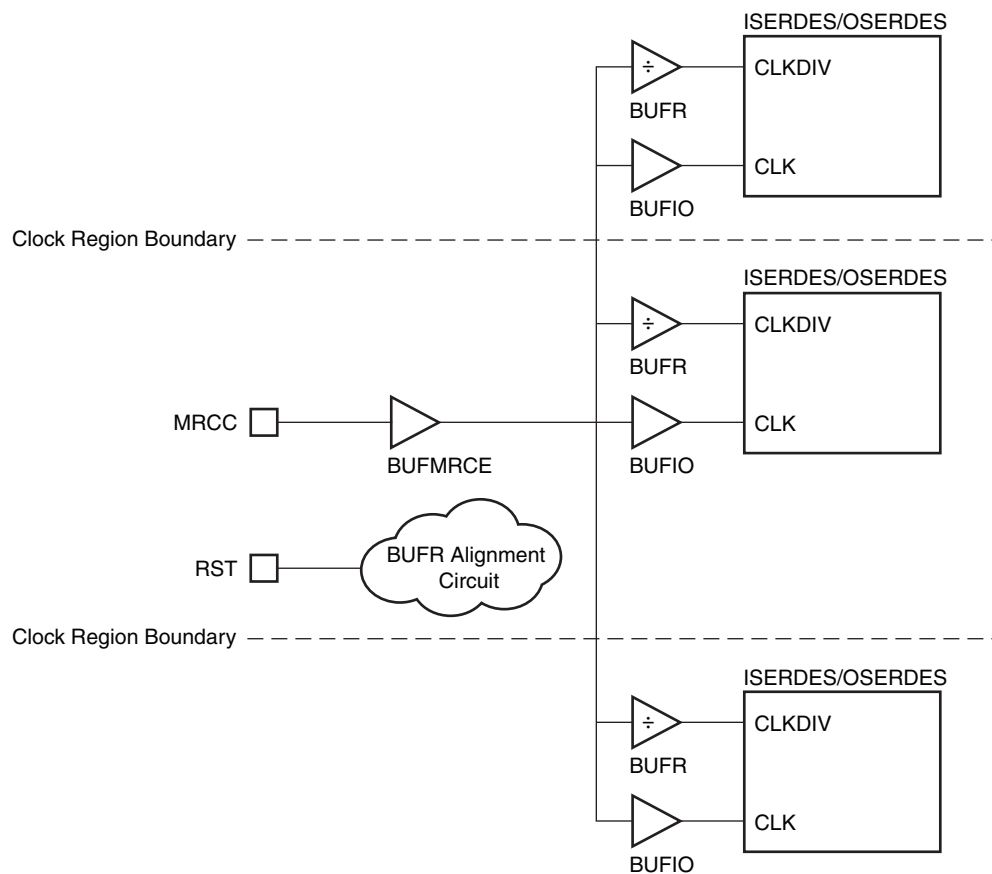 ISERDES/OSERDES
÷
CLKDIV
BUFR
CLK
BUFIO
Clock Region Boundary
ISERDES/OSERDES
÷
CLKDIV
BUFR
MRCC
CLK
BUFMRCE
BUFIO
RST
BUFR Alignment
Circuit
Clock Region Boundary
ISERDES/OSERDES
÷
CLKDIV
BUFR
CLK
BUFIO